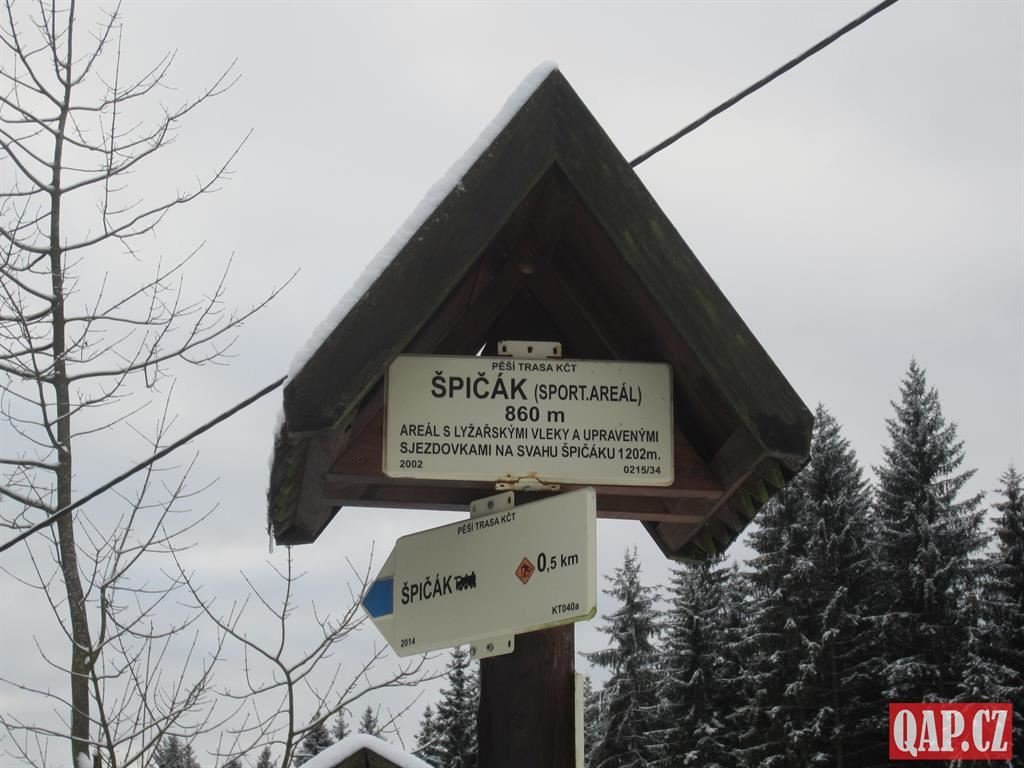 PĚŠÍ TRASA KČT
ŠPIČÁK (SPORT.AREÁL)
860 m
AREÁL S LYŽAŘSKÝMI VLEKY A UPRAVENÝMI
SJEZDOVKAMI NA SVAHU ŠPIČÁKU 1202m.
2002 0215/34
PĚŠÍ TRASA KČT
ŠPIČÁK 0,5 km
2014 KT040a
QAP.CZ